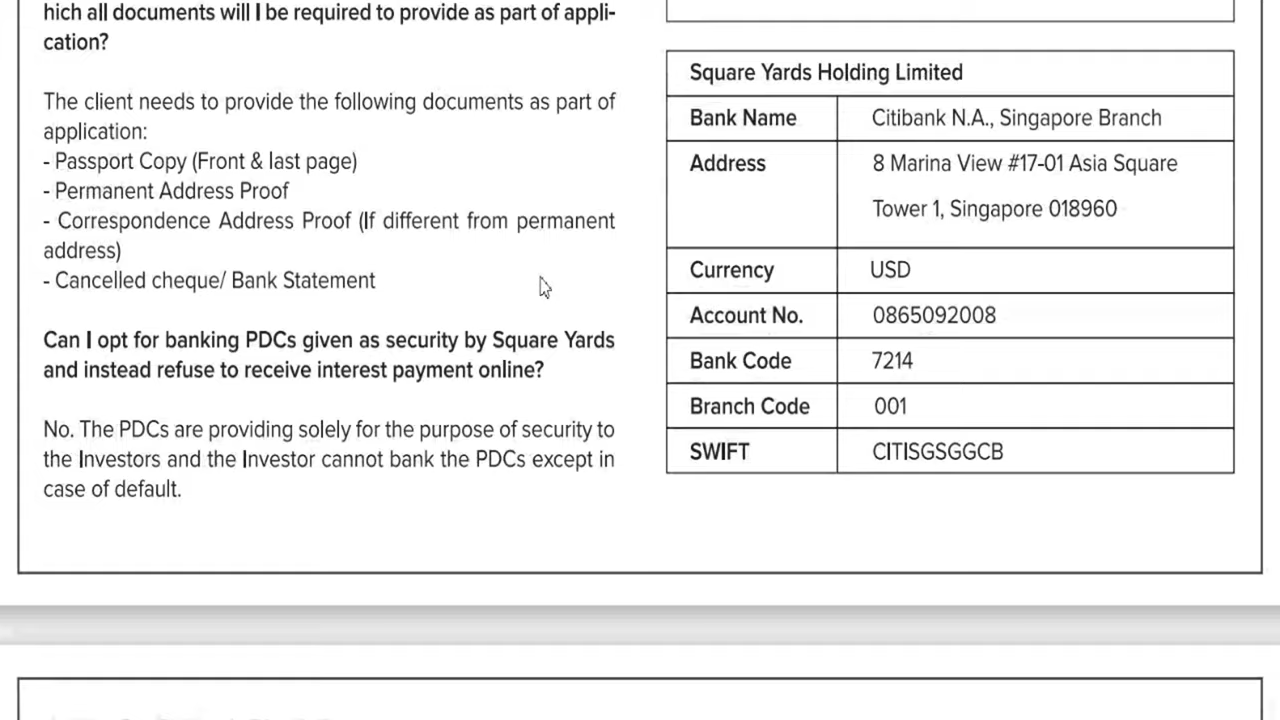 hich all documents will I be required to provide as part of appli-
cation?
The client needs to provide the following documents as part of
application:
- Passport Copy (Front & last page)
- Permanent Address Proof
- Correspondence Address Proof (If different from permanent
address)
- Cancelled cheque/ Bank Statement
Can I opt for banking PDCs given as security by Square Yards
and instead refuse to receive interest payment online?
No. The PDCs are providing solely for the purpose of security to
the Investors and the Investor cannot bank the PDCs except in
case of default.
Square Yards Holding Limited
Bank Name Citibank N.A., Singapore Branch
Address 8 Marina View #17-01 Asia Square
Tower 1, Singapore 018960
Currency USD
Account No. 0865092008
Bank Code 7214
Branch Code 001
SWIFT CITISGSGGCB